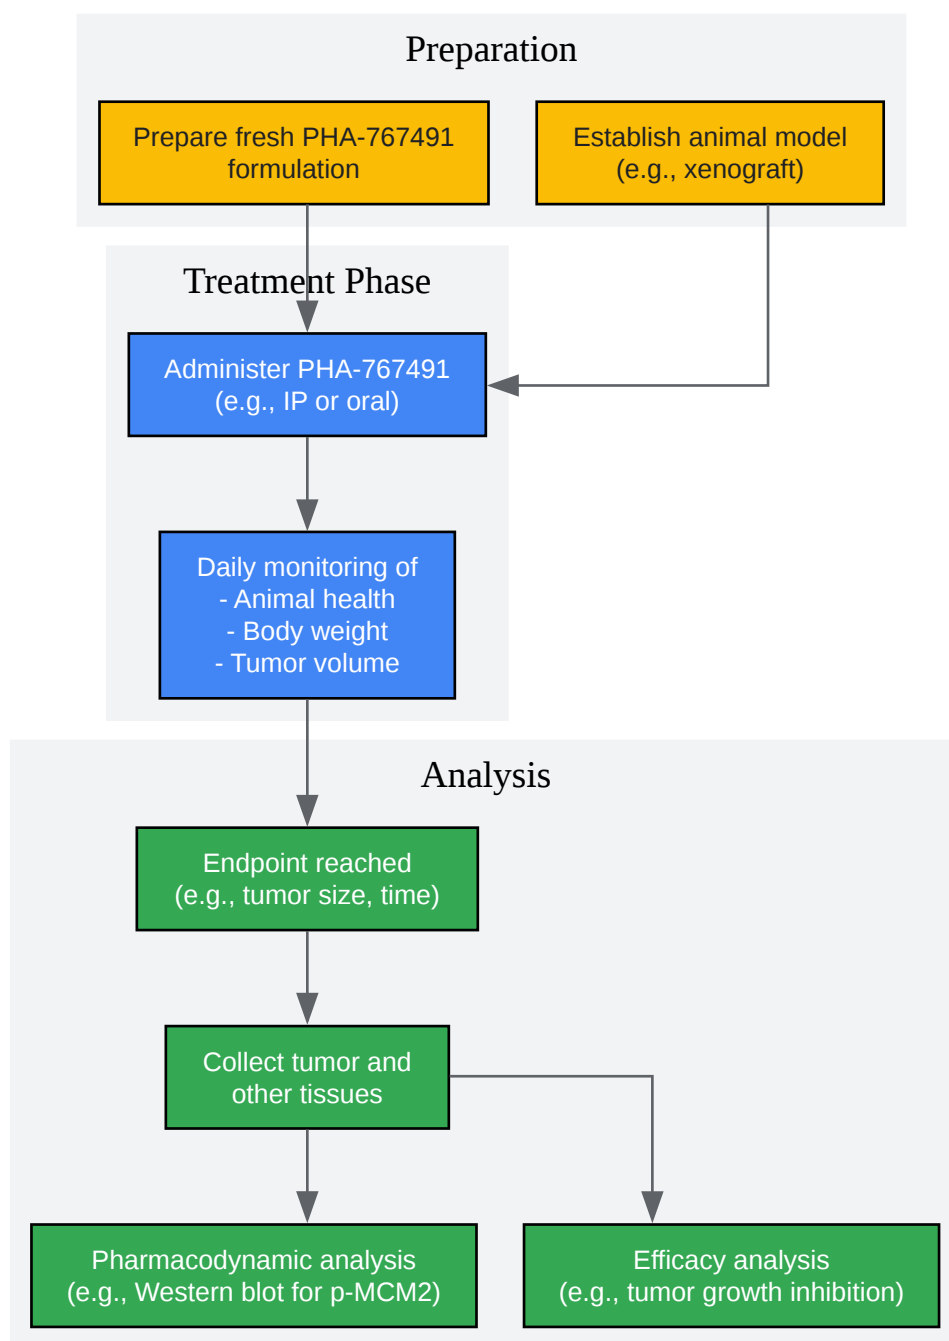 Preparation
Prepare fresh PHA-767491
formulation
Establish animal model
(e.g., xenograft)
Treatment Phase
Administer PHA-767491
(e.g., IP or oral)
Daily monitoring of
- Animal health
- Body weight
- Tumor volume
Analysis
Endpoint reached
(e.g., tumor size, time)
Collect tumor and
other tissues
Pharmacodynamic analysis
(e.g., Western blot for p-MCM2)
Efficacy analysis
(e.g., tumor growth inhibition)